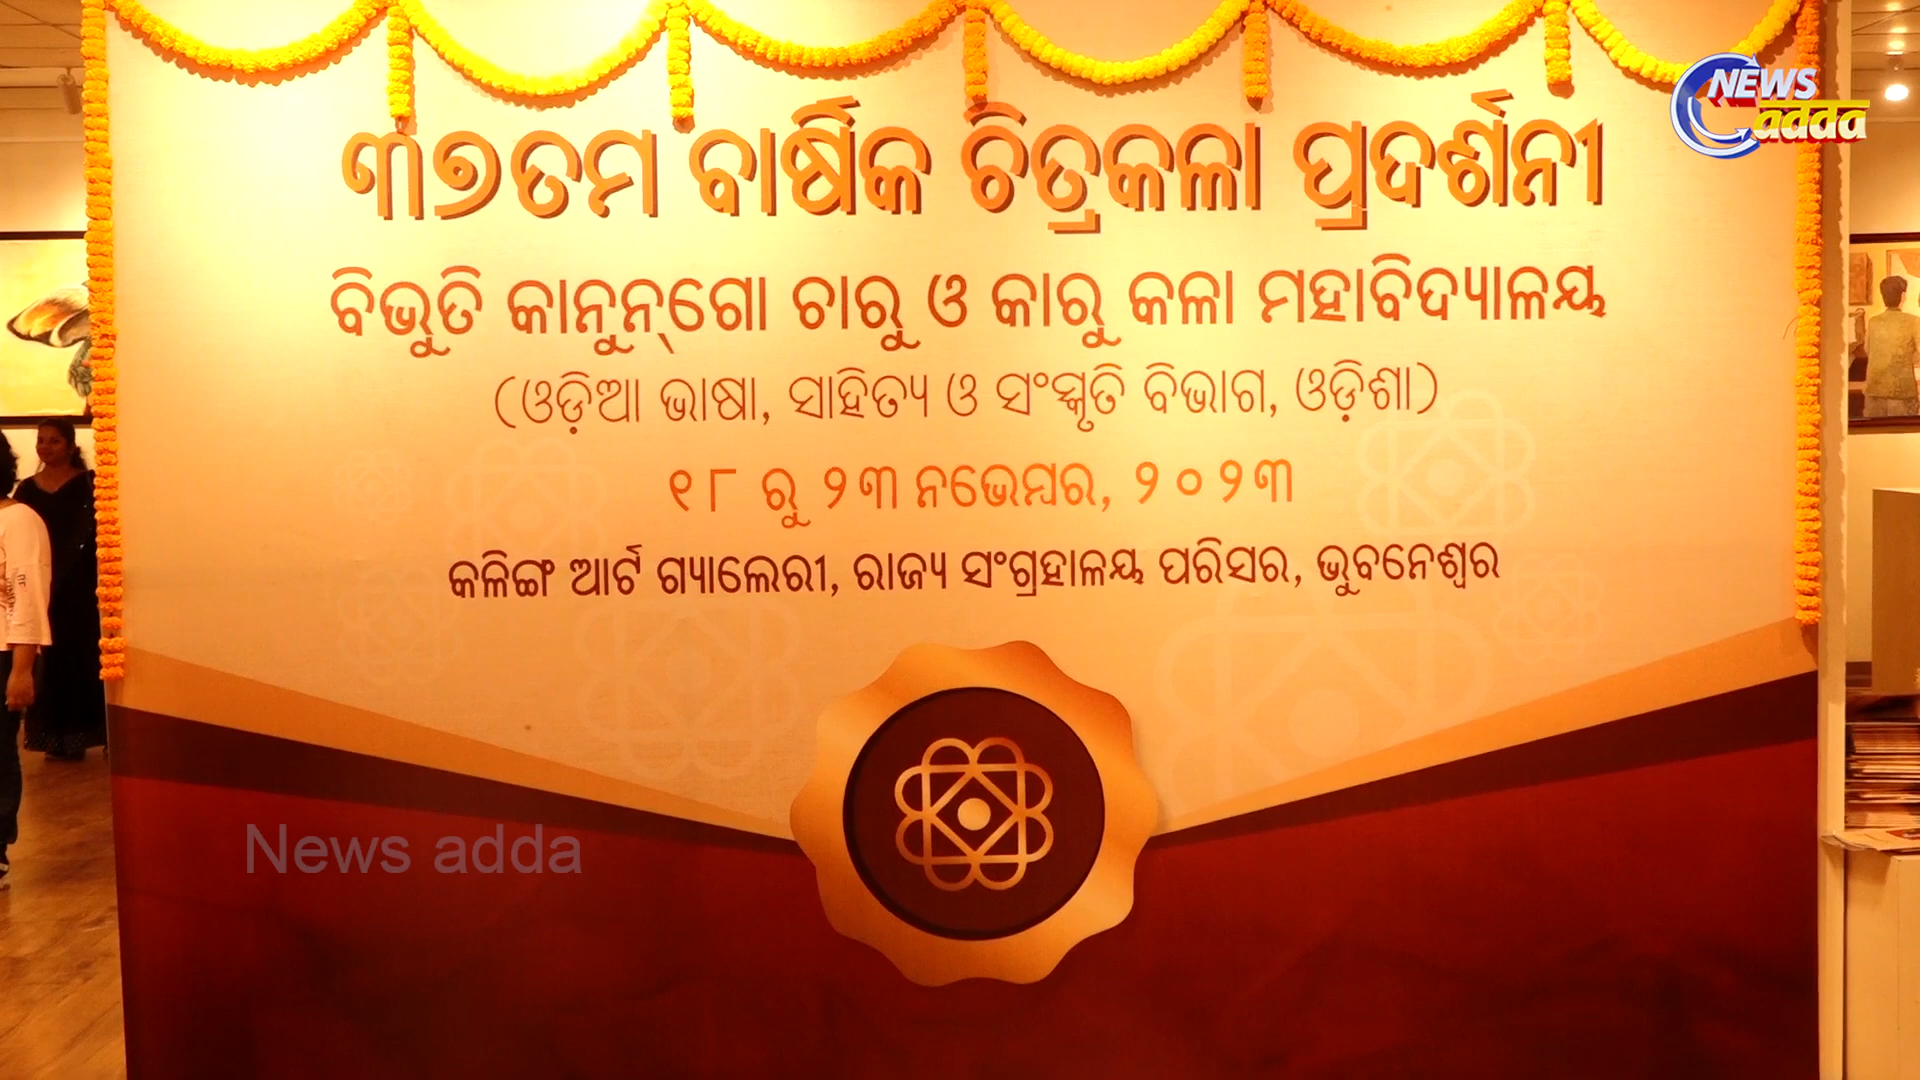 NEWS
adda
୩୭ତମ ବାର୍ଷିକ ଚିତ୍ରକଳା ପ୍ରଦର୍ଶନୀ
ବିଭୁତି କାନୁନ୍‌ଗୋ ଚାରୁ ଓ କାରୁ କଳା ମହାବିଦ୍ୟାଳୟ
(ଓଡ଼ିଆ ଭାଷା, ସାହିତ୍ୟ ଓ ସଂସ୍କୃତି ବିଭାଗ, ଓଡ଼ିଶା)
୧୮ ରୁ ୨୩ ନଭେମ୍ବର, ୨୦୨୩
କଳିଙ୍ଗ ଆର୍ଟ ଗ୍ୟାଲେରୀ, ରାଜ୍ୟ ସଂଗ୍ରହାଳୟ ପରିସର, ଭୁବନେଶ୍ୱର
News adda